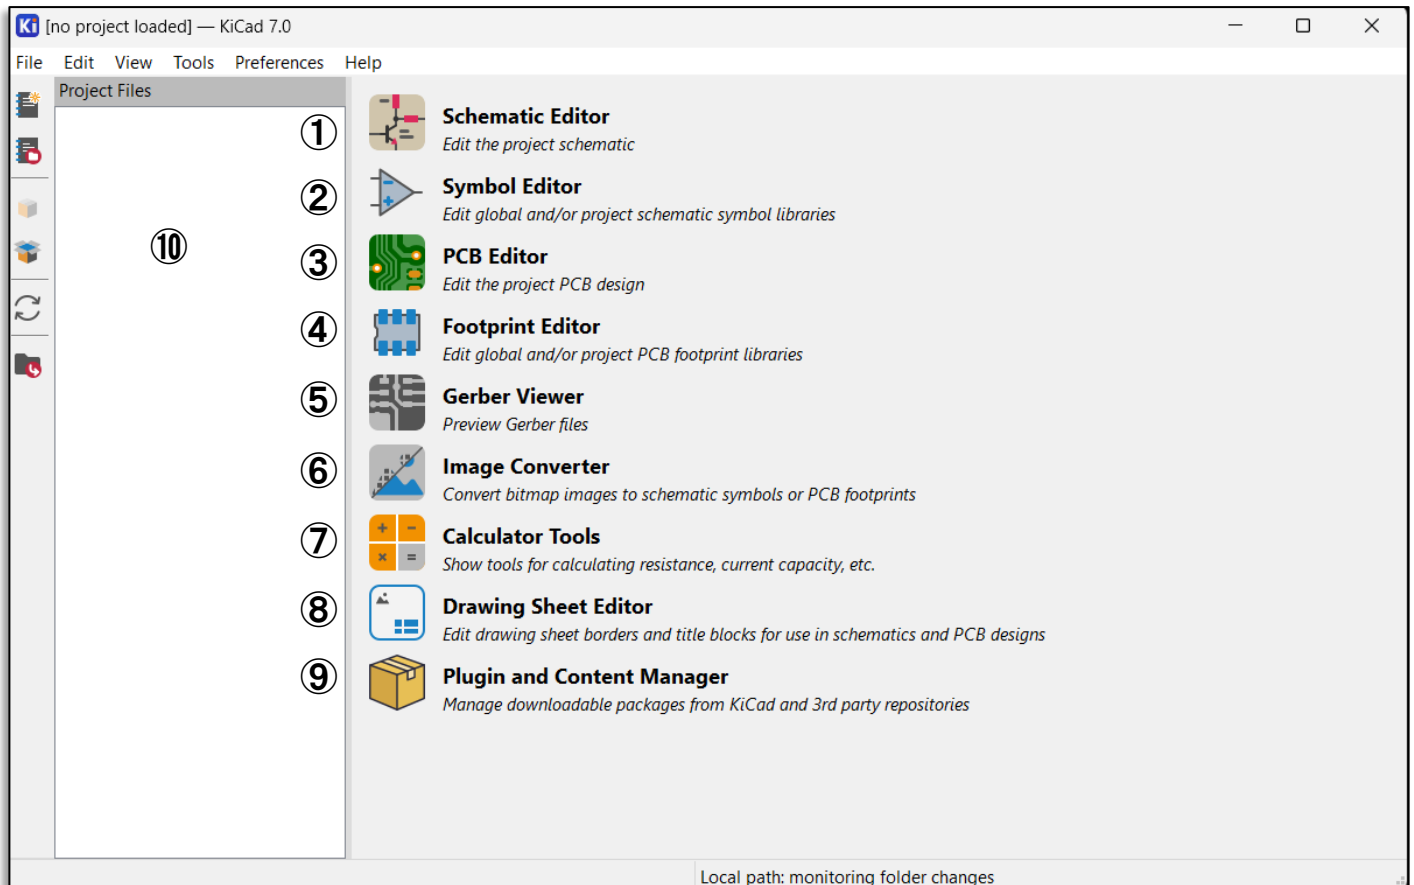 Ki [no project loaded] — KiCad 7.0
File Edit View Tools Preferences Help
Project Files
① Schematic Editor
Edit the project schematic
② Symbol Editor
Edit global and/or project schematic symbol libraries
⑩
③ PCB Editor
Edit the project PCB design
④ Footprint Editor
Edit global and/or project PCB footprint libraries
⑤ Gerber Viewer
Preview Gerber files
⑥ Image Converter
Convert bitmap images to schematic symbols or PCB footprints
⑦ Calculator Tools
Show tools for calculating resistance, current capacity, etc.
⑧ Drawing Sheet Editor
Edit drawing sheet borders and title blocks for use in schematics and PCB designs
⑨ Plugin and Content Manager
Manage downloadable packages from KiCad and 3rd party repositories
Local path: monitoring folder changes